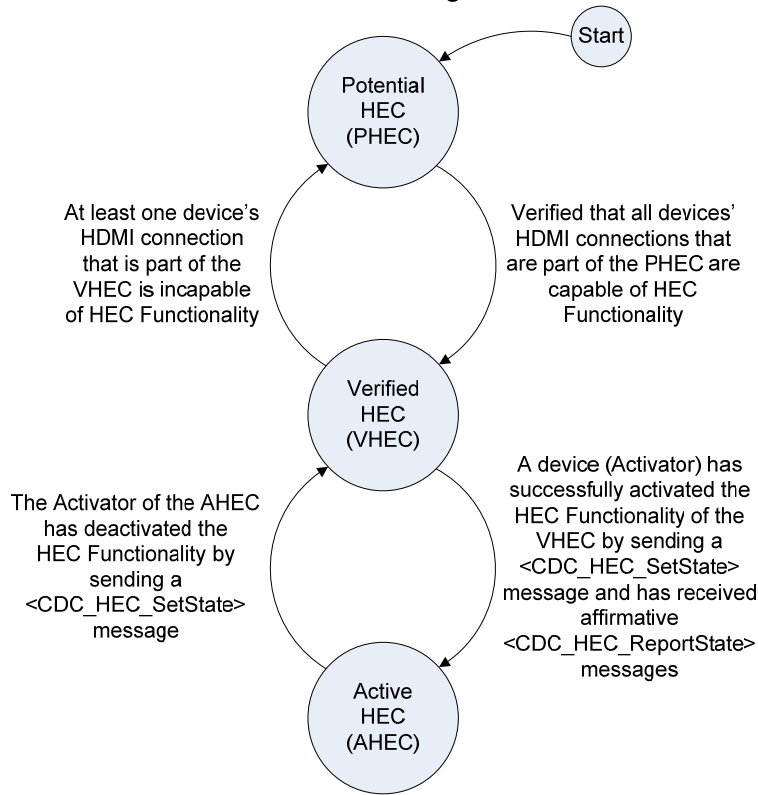 Start
Potential
HEC
(PHEC)
At least one device's
HDMI connection
that is part of the
VHEC is incapable
of HEC Functionality
Verified that all devices'
HDMI connections that
are part of the PHEC are
capable of HEC
Functionality
Verified
HEC
(VHEC)
The Activator of the AHEC
has deactivated the
HEC Functionality by
sending a
<CDC_HEC_SetState>
message
A device (Activator) has
successfully activated the
HEC Functionality of the
VHEC by sending a
<CDC_HEC_SetState>
message and has received
affirmative
<CDC_HEC_ReportState>
messages
Active
HEC
(AHEC)